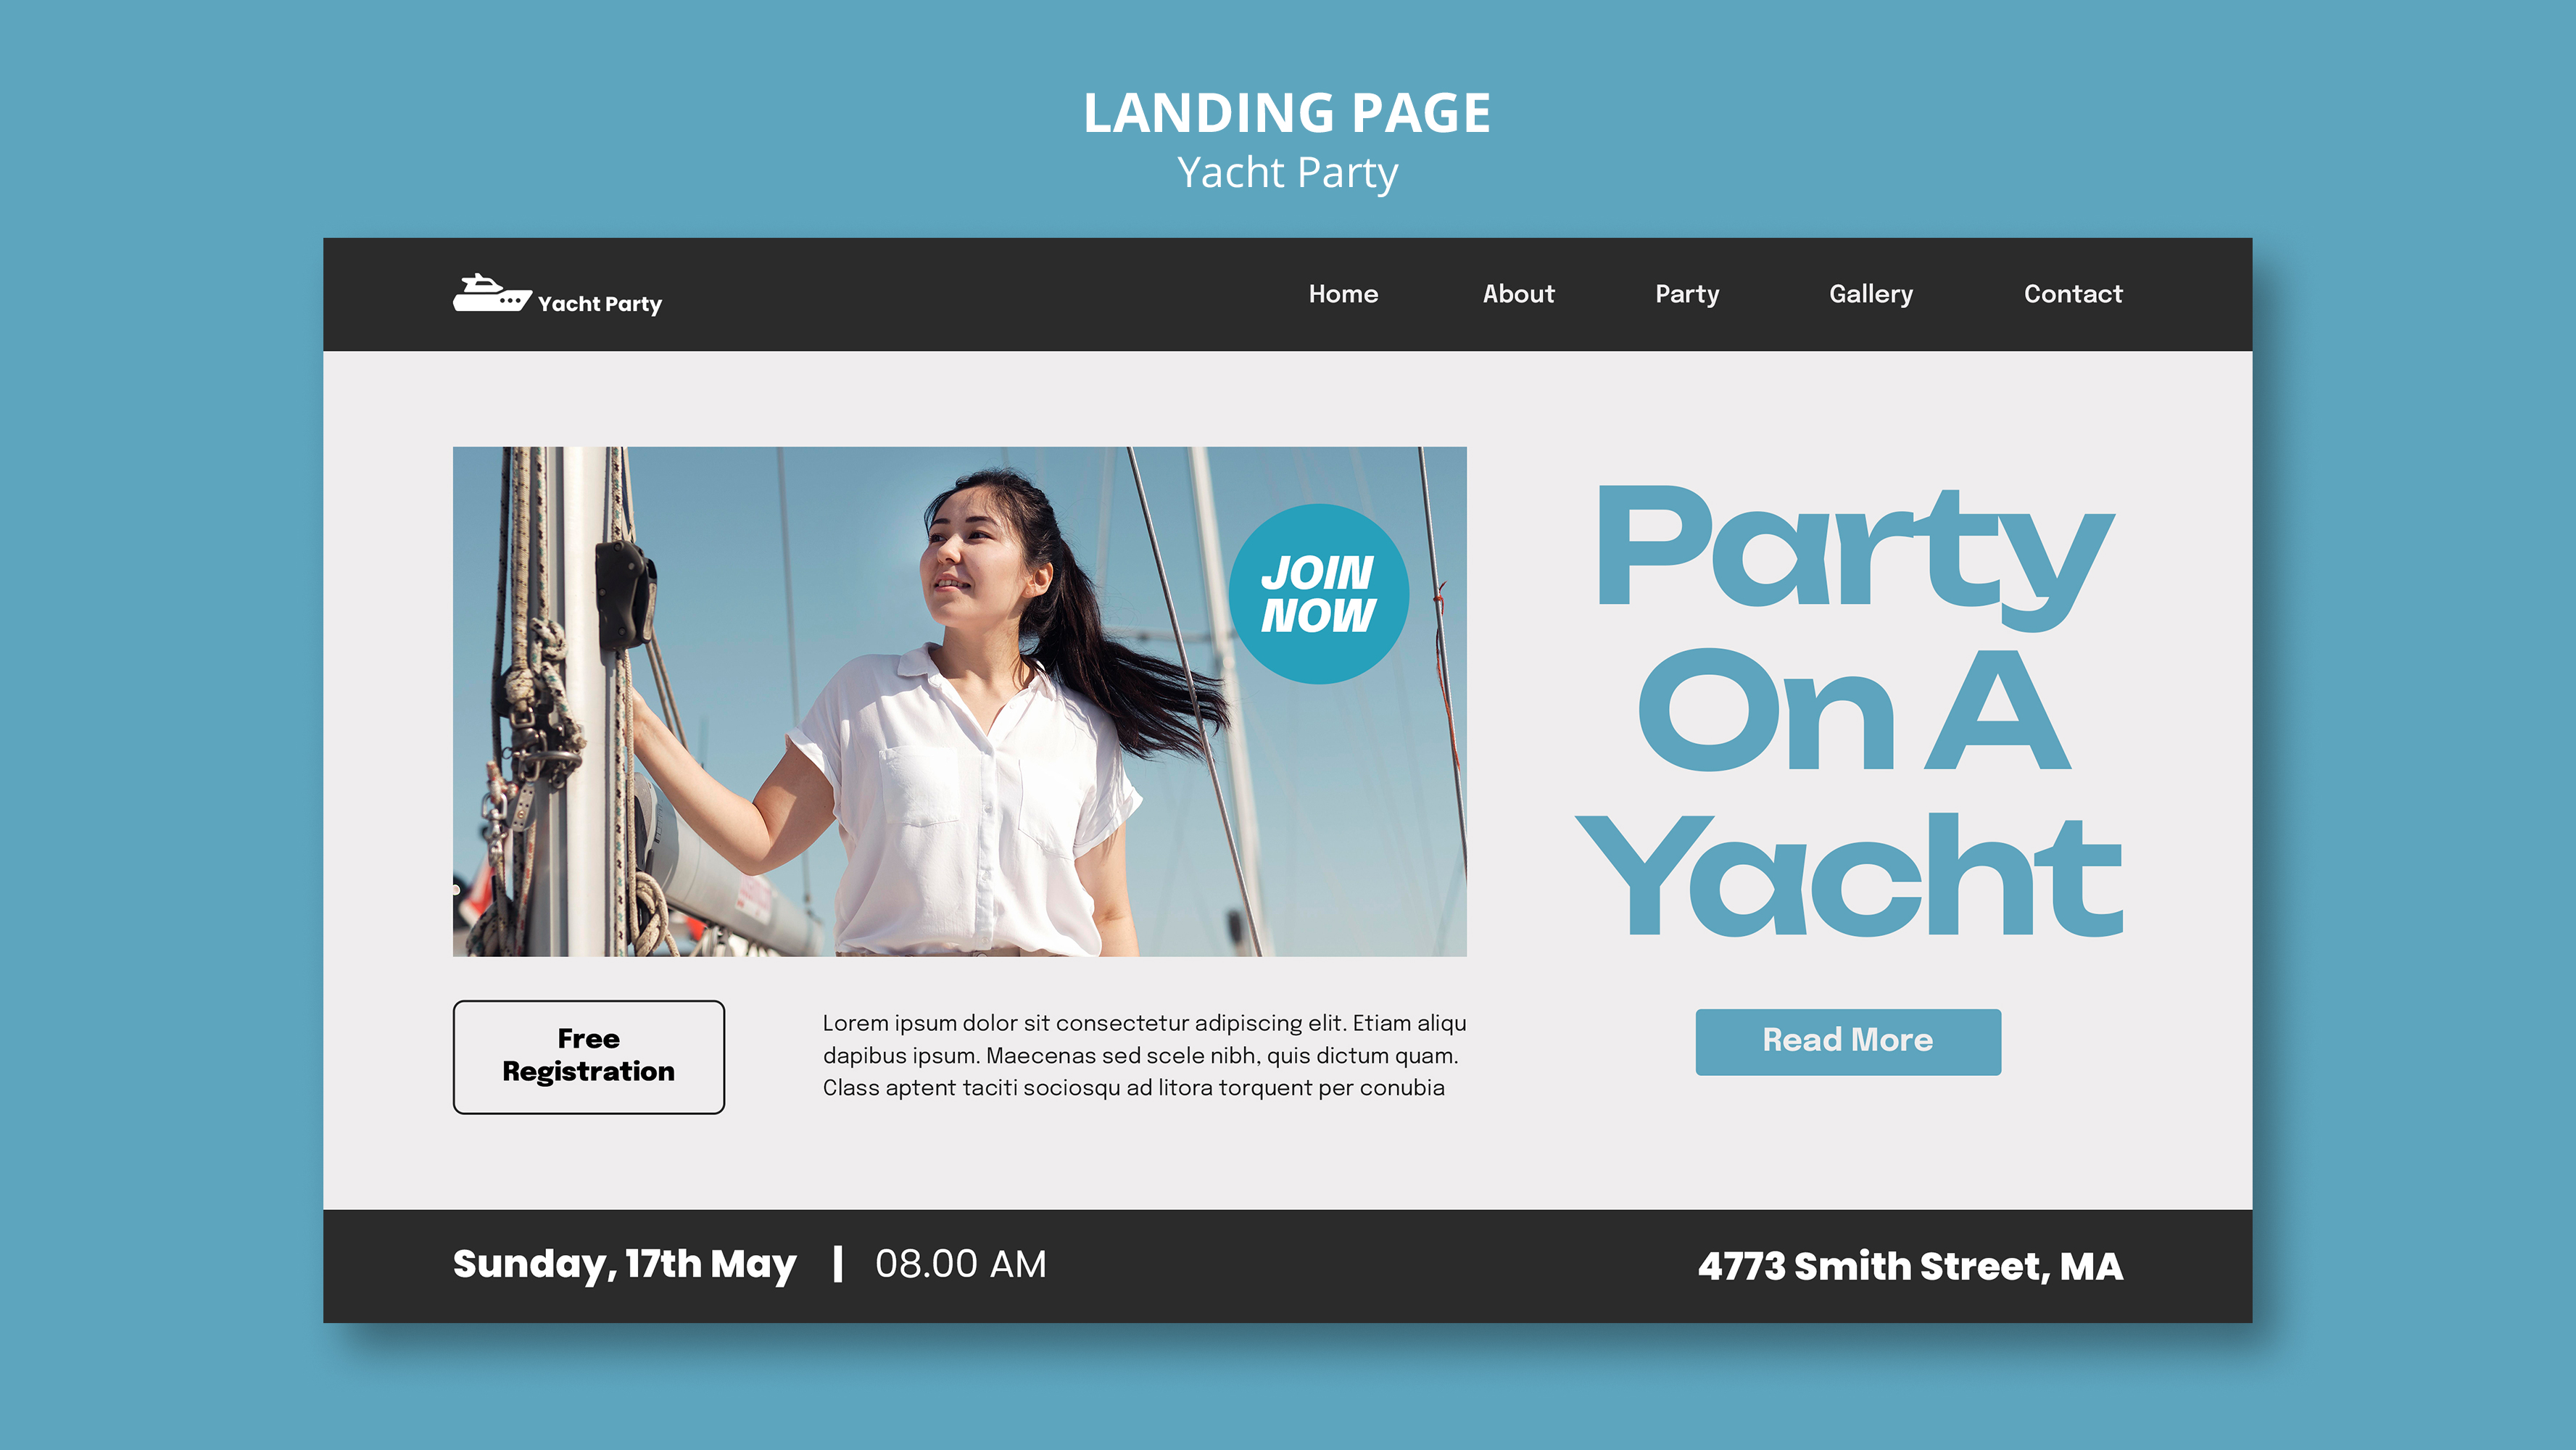 LANDING PAGE
Yacht Party
Yacht Party
Home About Party Gallery Contact
JOIN
NOW
Party
On A
Yacht
Free
Registration
Lorem ipsum dolor sit consectetur adipiscing elit. Etiam aliqu
dapibus ipsum. Maecenas sed scele nibh, quis dictum quam.
Class aptent taciti sociosqu ad litora torquent per conubia
Read More
Sunday, 17th May | 08.00 AM
4773 Smith Street, MA